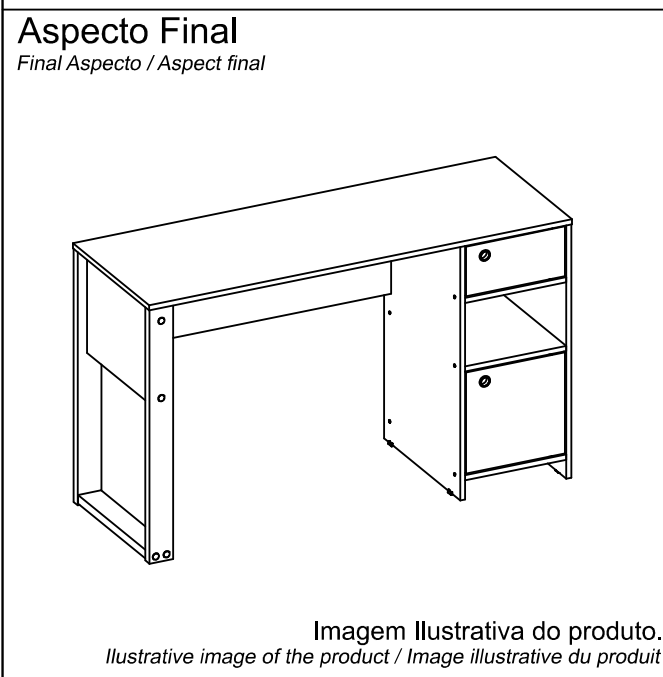 Aspecto Final
Final Aspecto / Aspect final
Imagem Ilustrativa do produto.
Ilustrative image of the product / Image illustrative du produit